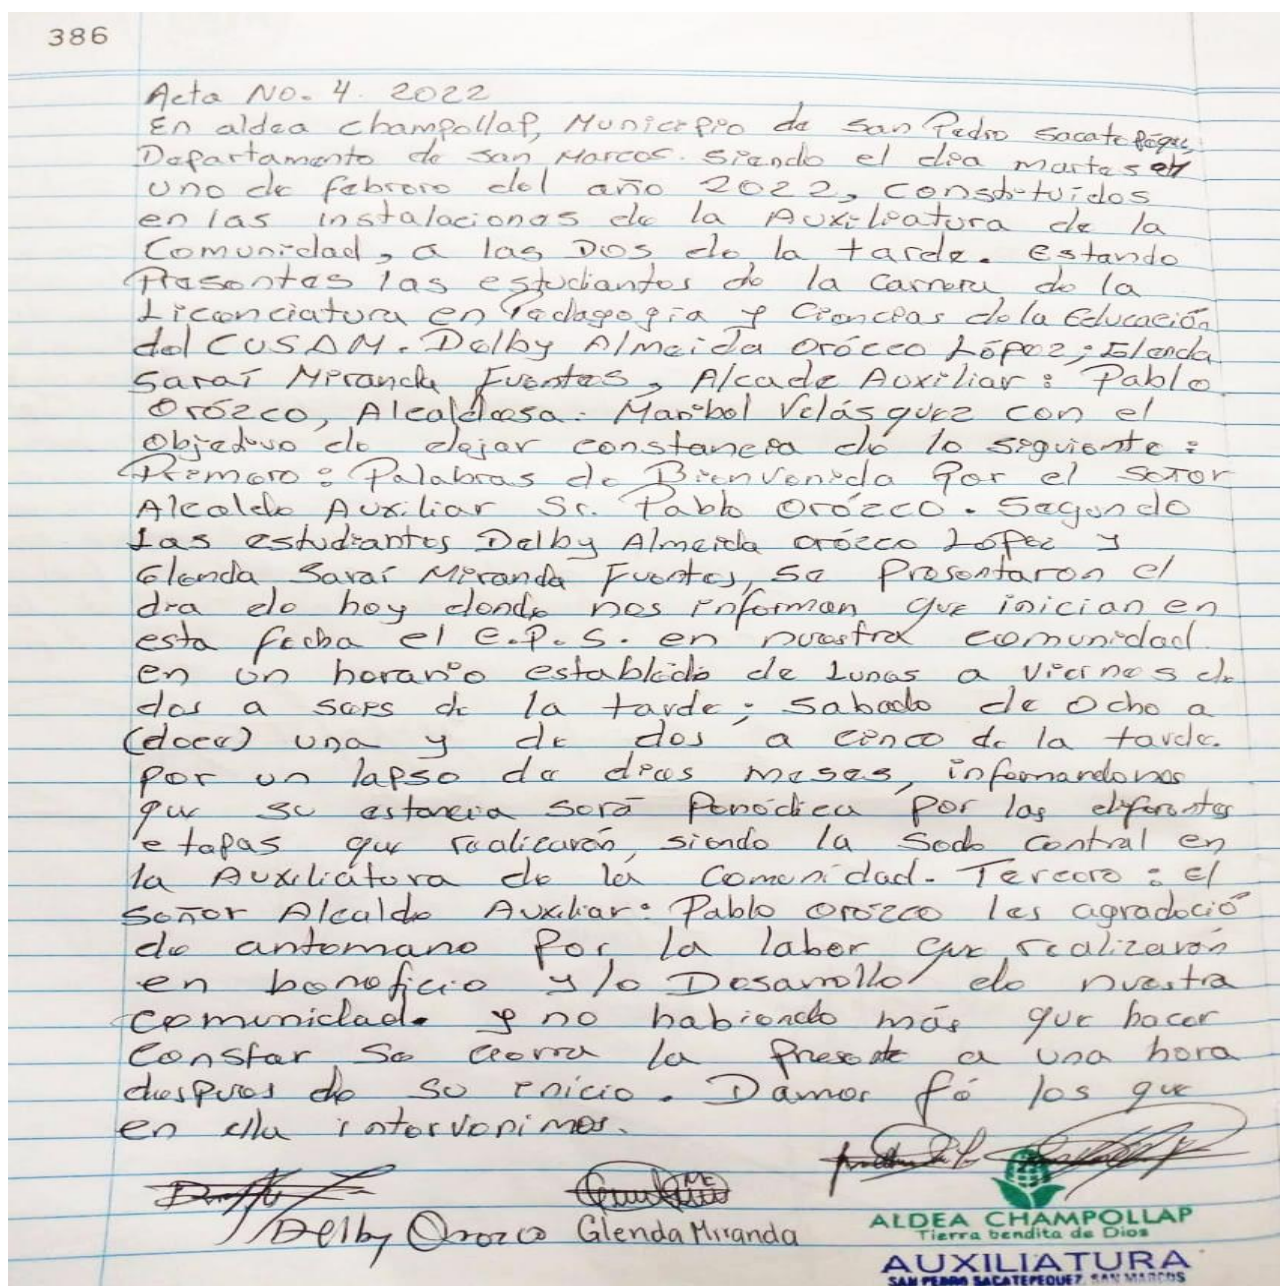 386
Acta No. 4. 2022
En aldea Champollap, Municipio de San Pedro Sacatepéquez
Departamento de San Marcos. Siendo el dia martes
uno de febrero del año 2022, constituídos
en las instalaciones de la Auxiliatura de la
Comunidad, a las Dos de la tarde. Estando
Presentes las estudiantes de la Carrera de la
Licenciatura en Pedagogía y Ciencias de la Educación
del CUSAM. Delby Almeida Orózco López; Glenda
Saraí Miranda Fuentes, Alcade Auxiliar: Pablo
Orózco, Alcaldesa: Maribel Velásquez con el
Objetivo de dejar constancia de lo siguiente:
Primero: Palabras de Bienvenida Por el señor
Alcalde Auxiliar Sr. Pablo Orózco. Segundo
Las estudiantes Delby Almeida Orózco López y
Glenda Saraí Miranda Fuentes, se Presentaron el
dia de hoy donde nos informan que inician en
esta fecha el E.P.S. en nuestra comunidad
en un horario establecido de Lunes a Viernes de
dos a seis de la tarde; Sabado de Ocho a
(doce) una y de dos a cinco de la tarde.
por un lapso de dies meses, informandonos
que su estancia será Periódica por las diferentes
etapas que realizarán, siendo la Sede Central en
la Auxiliatura de la Comunidad. Tercero: el
Señor Alcalde Auxiliar: Pablo Orózco les agradeció
de antemano Por la labor que realizarán
en beneficio y/o Desarrollo de nuestra
comunidad. y no habiendo más que hacer
Constar Se cierra la Presente a una hora
despues de su inicio. Damos fé los que
en ella intervenimos.
Delby Orozco Glenda Miranda
ALDEA CHAMPOLLAP
Tierra bendita de Dios
AUXILIATURA
SAN PEDRO SACATEPEQUEZ, SAN MARCOS